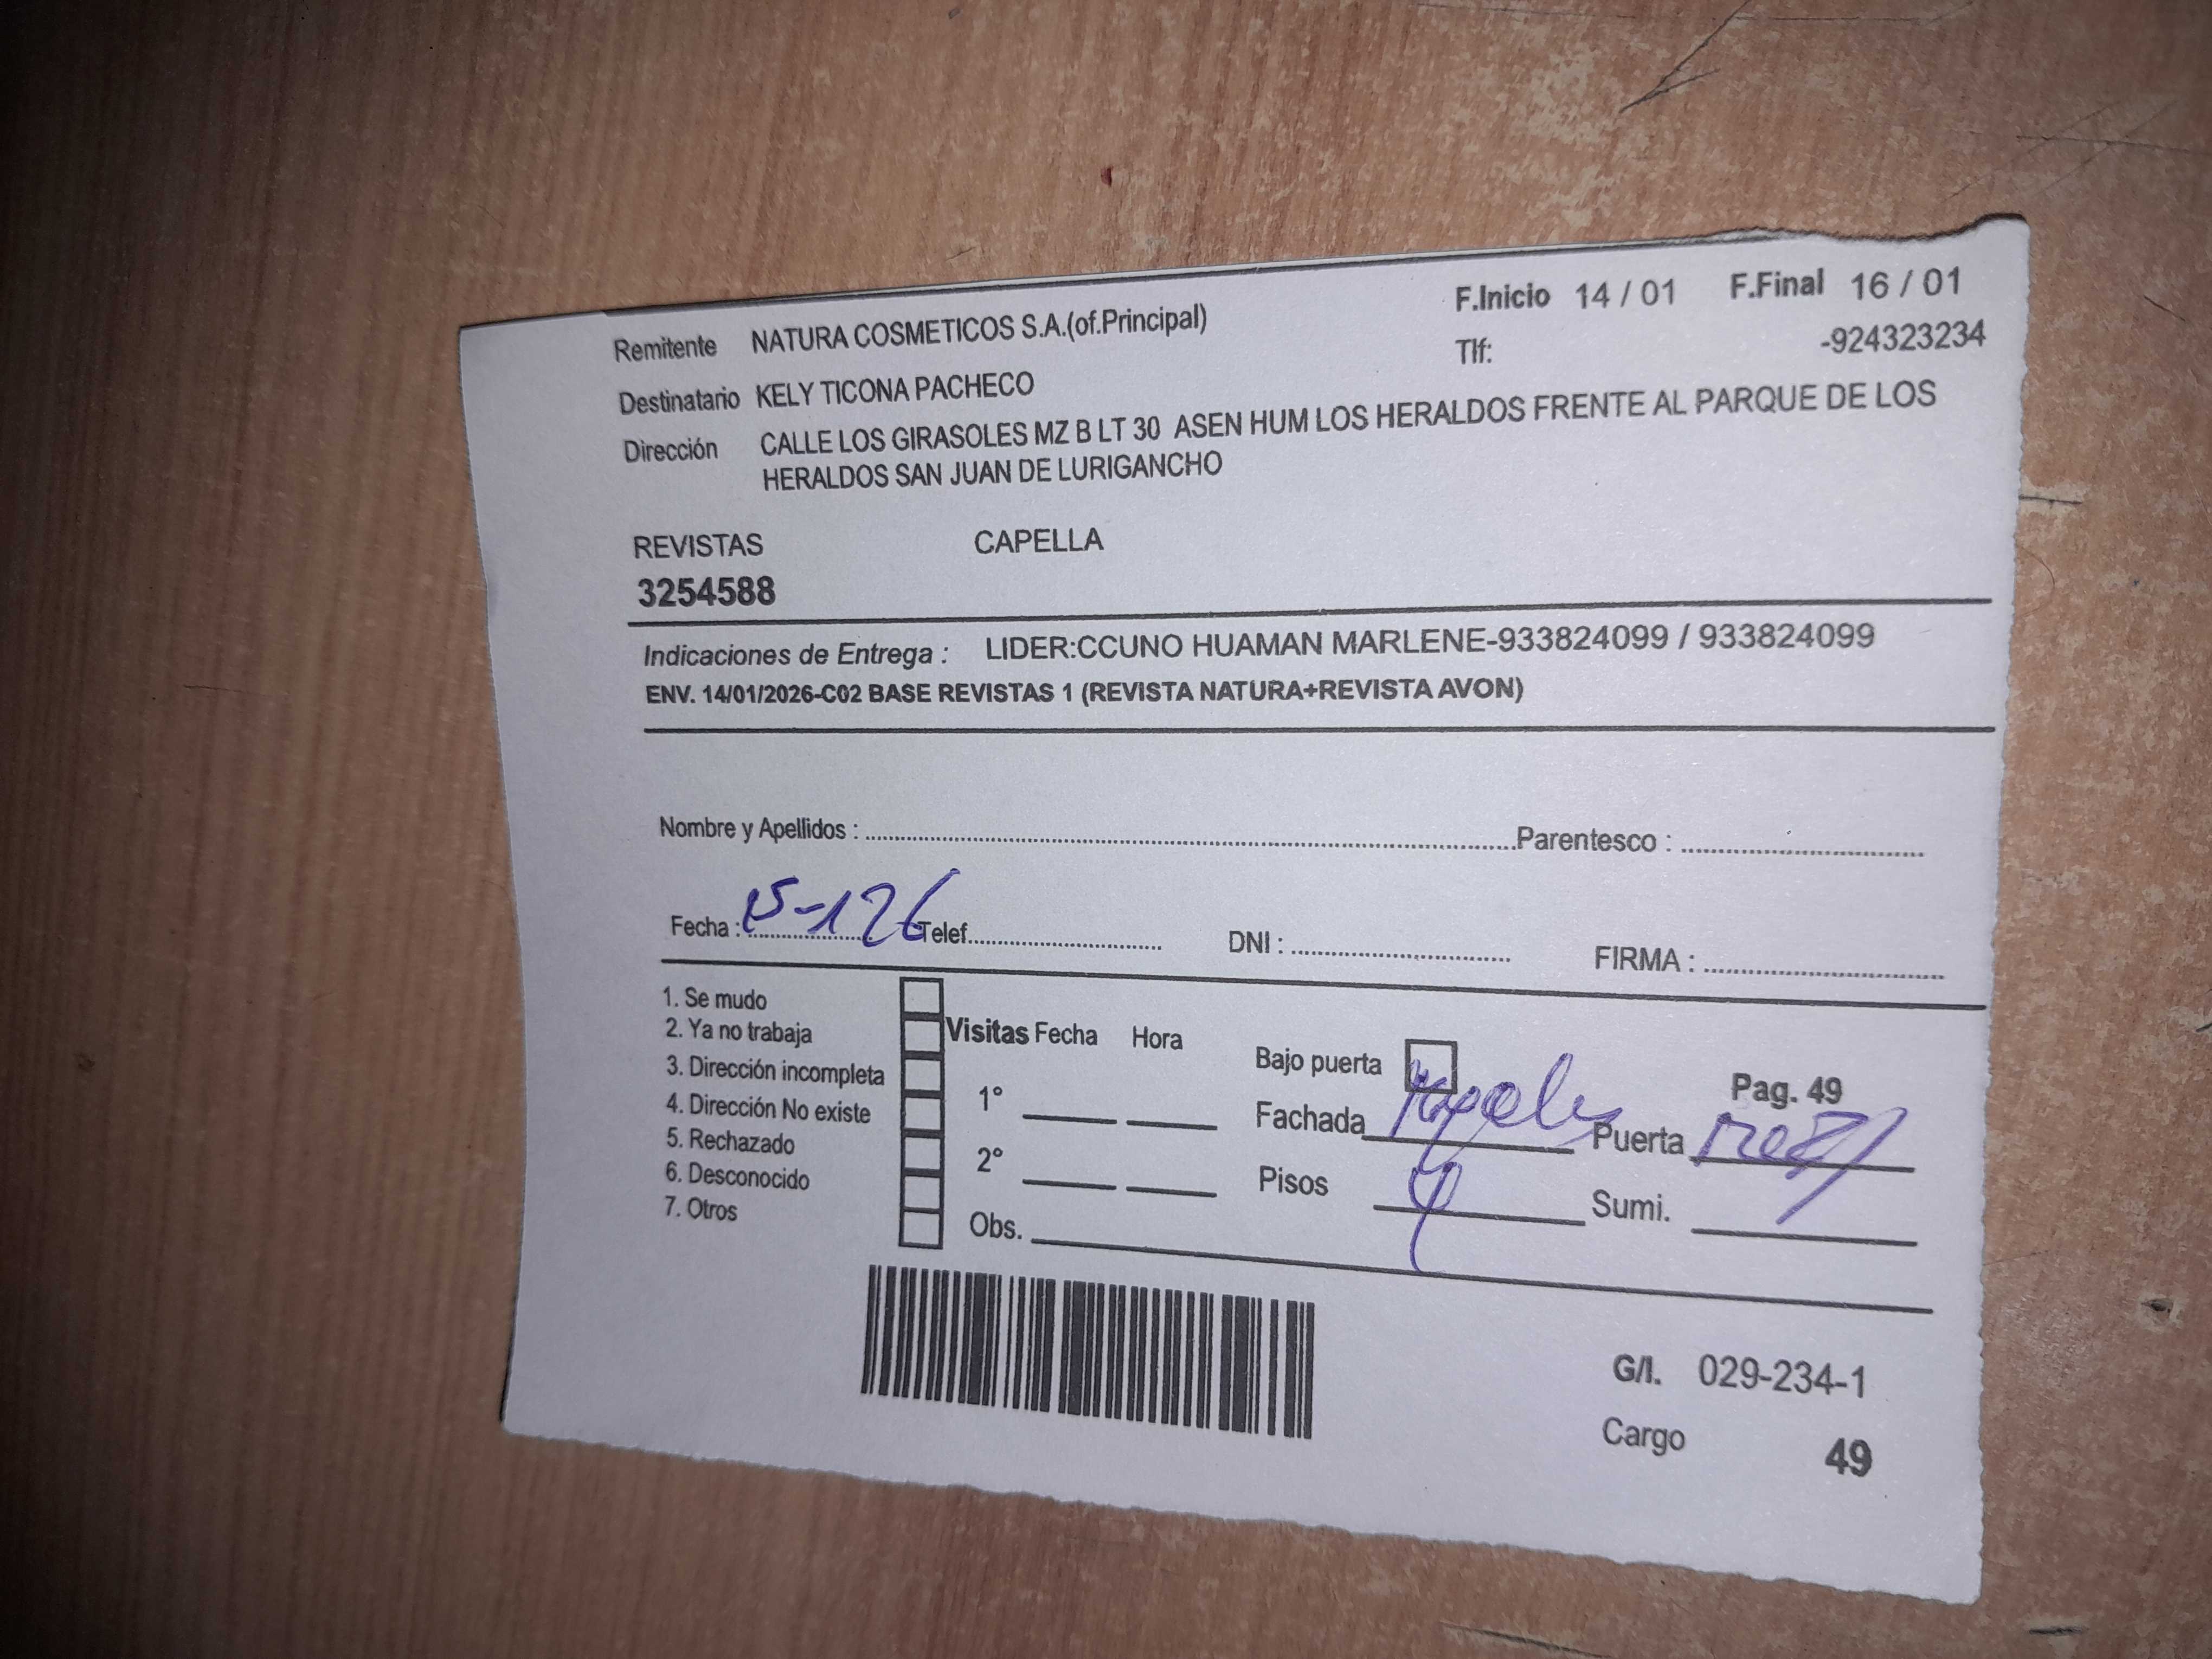 Remitente NATURA COSMETICOS S.A.(of.Principal) F.Inicio 14 / 01 F.Final 16 / 01
Tlf: -924323234
Destinatario KELY TICONA PACHECO
Dirección CALLE LOS GIRASOLES MZ B LT 30 ASEN HUM LOS HERALDOS FRENTE AL PARQUE DE LOS
HERALDOS SAN JUAN DE LURIGANCHO
REVISTAS CAPELLA
3254588
Indicaciones de Entrega : LIDER:CCUNO HUAMAN MARLENE-933824099 / 933824099
ENV. 14/01/2026-C02 BASE REVISTAS 1 (REVISTA NATURA+REVISTA AVON)
Nombre y Apellidos : Parentesco :
Fecha : 15-126 Telef. DNI : FIRMA :
1. Se mudo
2. Ya no trabaja
3. Dirección incompleta
4. Dirección No existe
5. Rechazado
6. Desconocido
7. Otros
Visitas Fecha Hora
1°
2°
Obs.
Bajo puerta Pag. 49
Fachada Puerta
Pisos 4 Sumi.
G/I. 029-234-1
Cargo 49